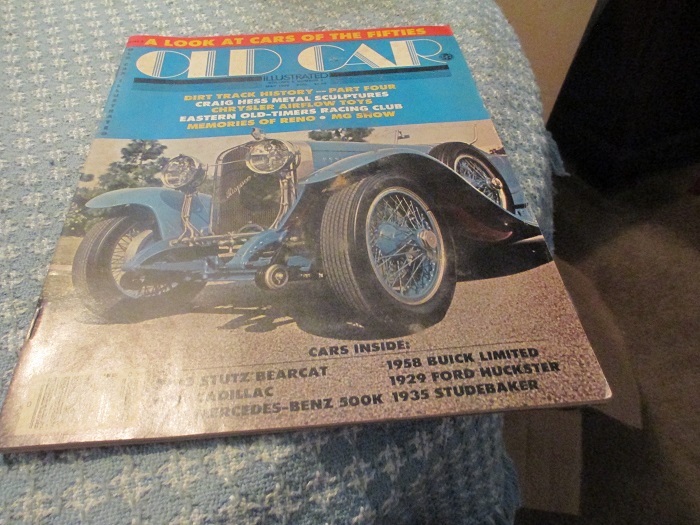 A LOOK AT CARS OF THE FIFTIES
OLD CAR
ILLUSTRATED
DIRT TRACK HISTORY — PART FOUR
CRAIG HESS METAL SCULPTURES
CHRYSLER AIRFLOW TOYS
EASTERN OLD-TIMERS RACING CLUB
MEMORIES OF RENO • MG SHOW
CARS INSIDE:
STUTZ BEARCAT
CADILLAC
MERCEDES-BENZ 500K
1958 BUICK LIMITED
1929 FORD HUCKSTER
1935 STUDEBAKER